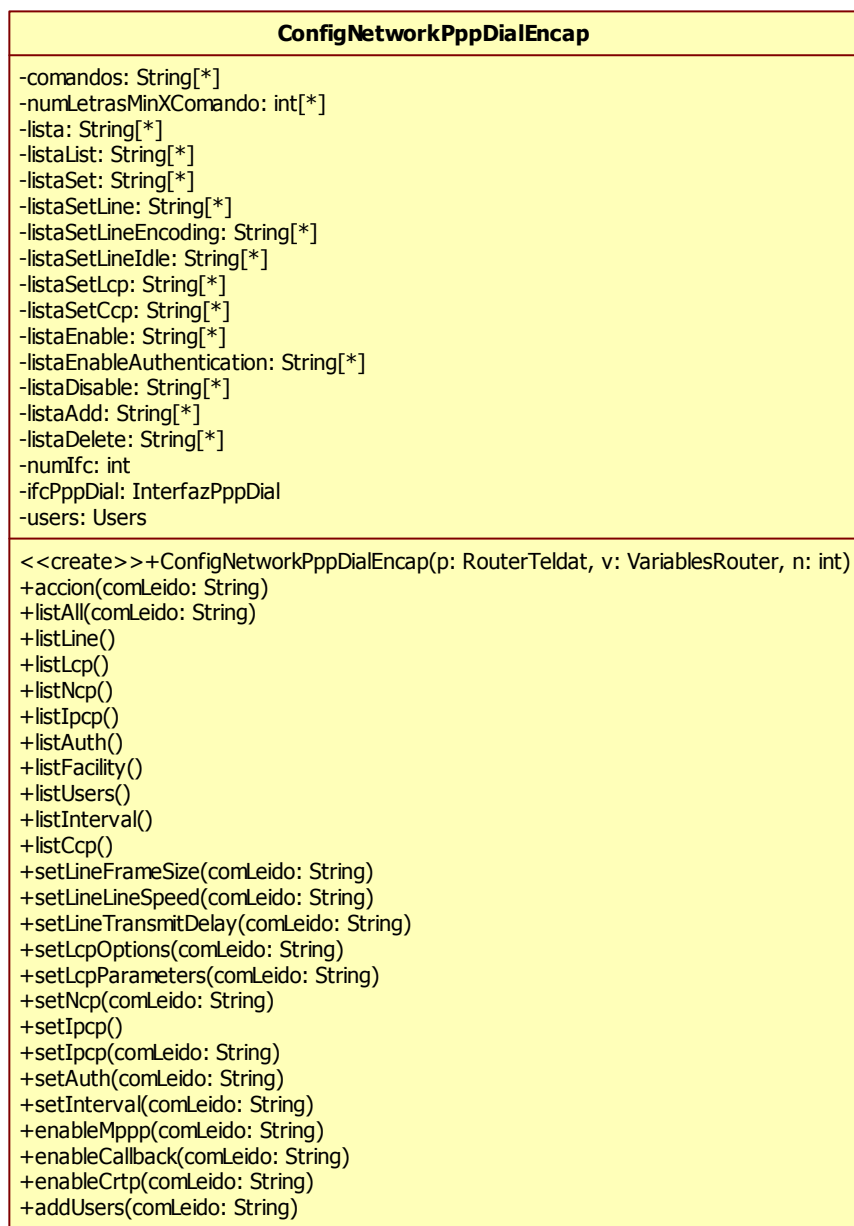 ConfigNetworkPppDialEncap
-comandos: String[*]
-numLetrasMinXComando: int[*]
-lista: String[*]
-listaList: String[*]
-listaSet: String[*]
-listaSetLine: String[*]
-listaSetLineEncoding: String[*]
-listaSetLineIdle: String[*]
-listaSetLcp: String[*]
-listaSetCcp: String[*]
-listaEnable: String[*]
-listaEnableAuthentication: String[*]
-listaDisable: String[*]
-listaAdd: String[*]
-listaDelete: String[*]
-numIfc: int
-ifcPppDial: InterfazPppDial
-users: Users
<<create>>+ConfigNetworkPppDialEncap(p: RouterTeldat, v: VariablesRouter, n: int)
+accion(comLeido: String)
+listAll(comLeido: String)
+listLine()
+listLcp()
+listNcp()
+listIpcp()
+listAuth()
+listFacility()
+listUsers()
+listInterval()
+listCcp()
+setLineFrameSize(comLeido: String)
+setLineLineSpeed(comLeido: String)
+setLineTransmitDelay(comLeido: String)
+setLcpOptions(comLeido: String)
+setLcpParameters(comLeido: String)
+setNcp(comLeido: String)
+setIpcp()
+setIpcp(comLeido: String)
+setAuth(comLeido: String)
+setInterval(comLeido: String)
+enableMppp(comLeido: String)
+enableCallback(comLeido: String)
+enableCrtp(comLeido: String)
+addUsers(comLeido: String)